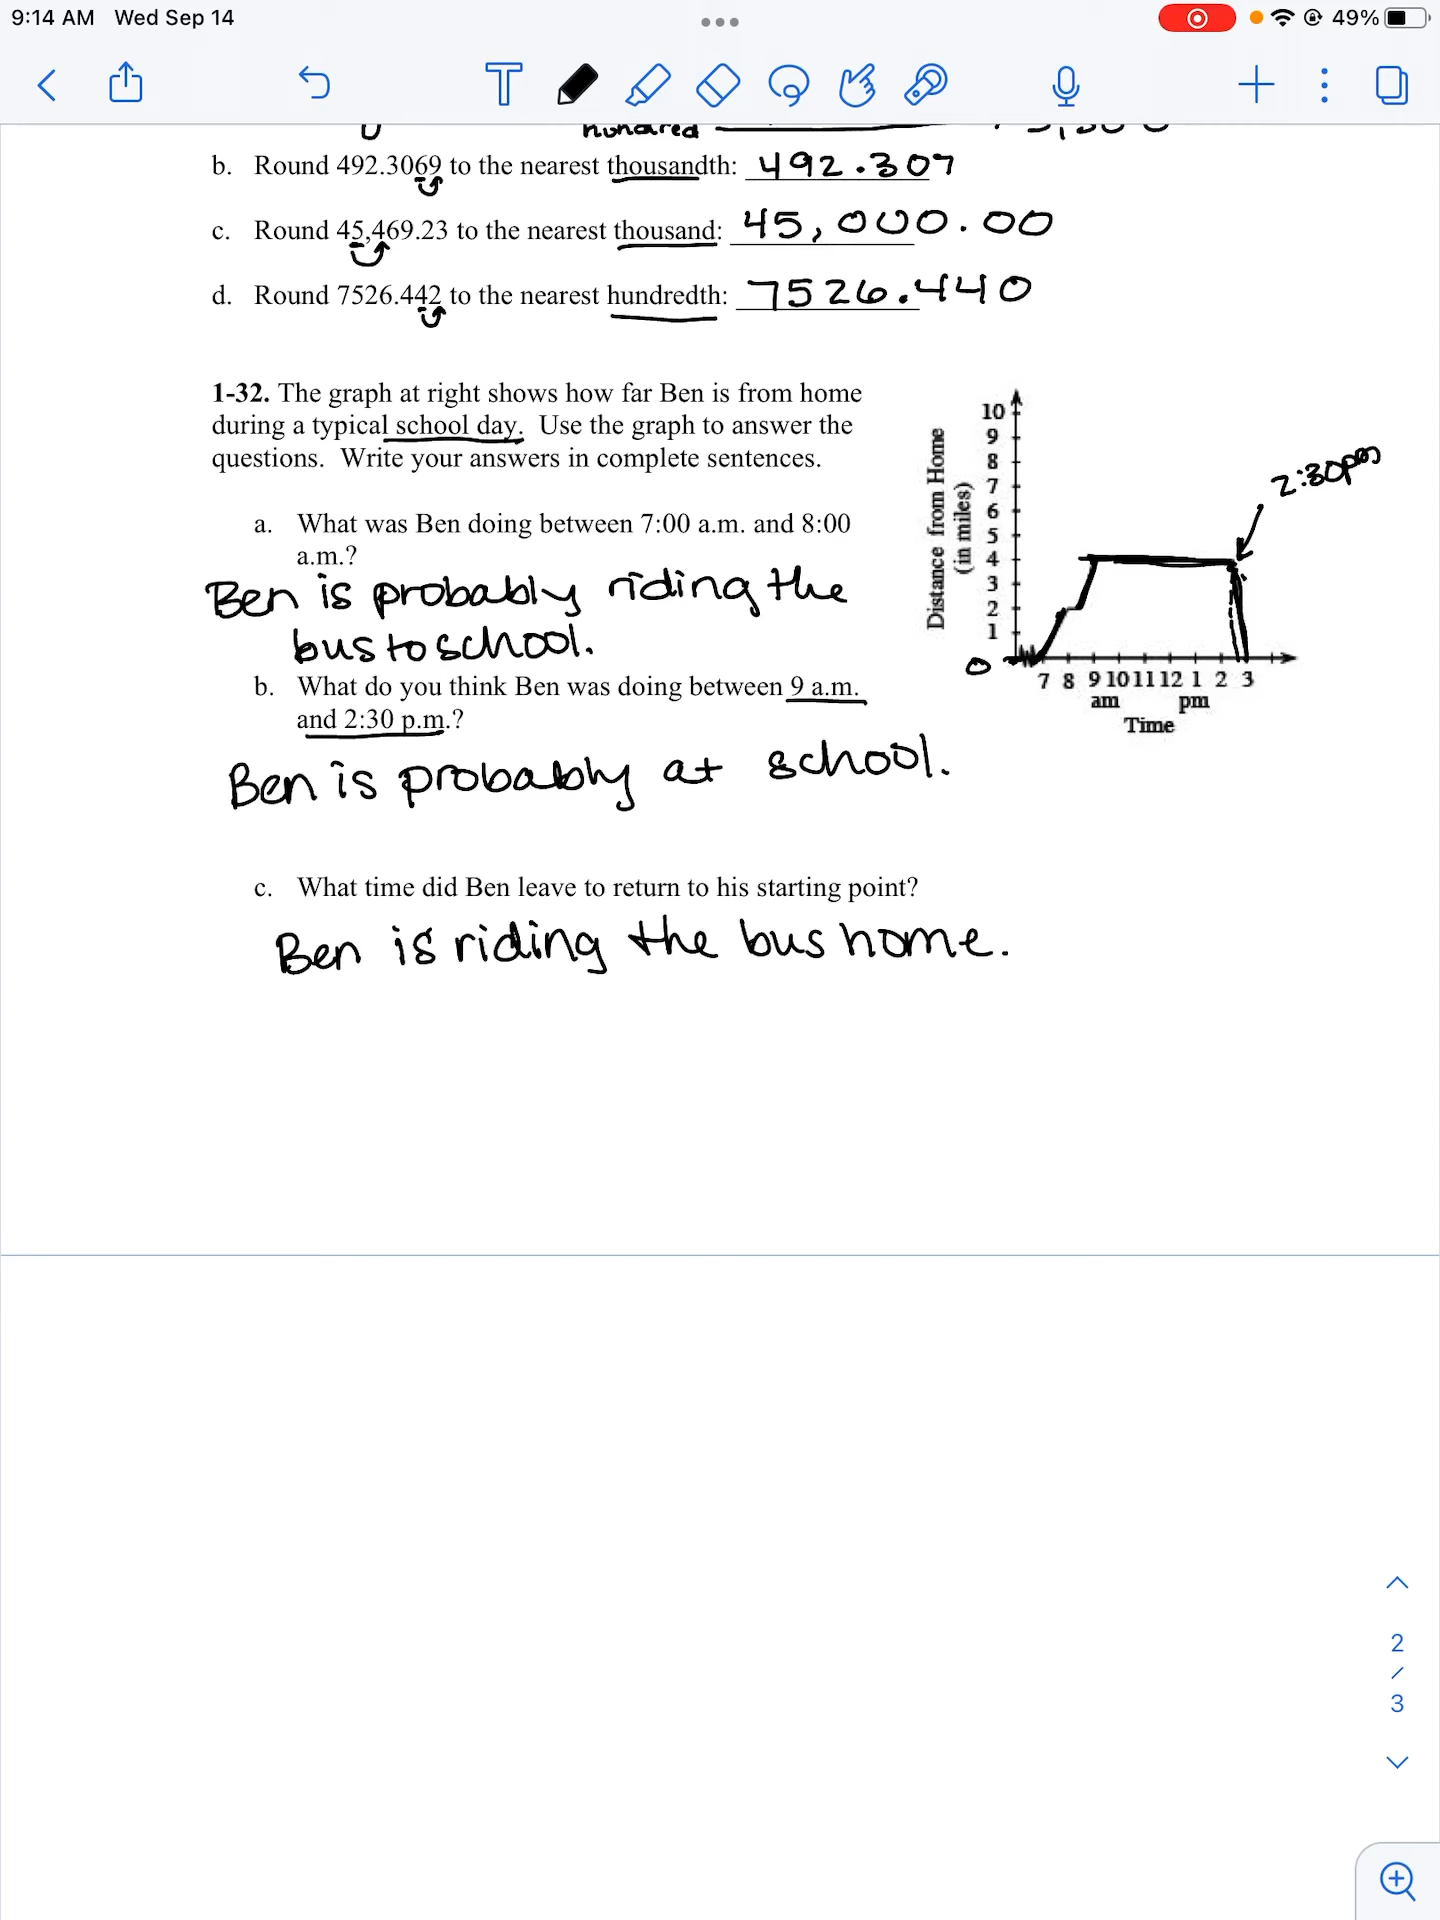 9:14 AM Wed Sep 14
49%
T
hundred
b. Round 492.3069 to the nearest thousandth: 492.307
c. Round 45,469.23 to the nearest thousand: 45,000.00
d. Round 7526.442 to the nearest hundredth: 7526.440
1-32. The graph at right shows how far Ben is from home
during a typical school day. Use the graph to answer the
questions. Write your answers in complete sentences.
a. What was Ben doing between 7:00 a.m. and 8:00
a.m.?
Ben is probably riding the
bus to school.
b. What do you think Ben was doing between 9 a.m.
and 2:30 p.m.?
Ben is probably at school.
c. What time did Ben leave to return to his starting point?
Ben is riding the bus home.
Distance from Home
(in miles)
10
9
8
7
6
5
4
3
2
1
0
2:30pm
7 8 9 10 11 12 1 2 3
am pm
Time
2
/
3